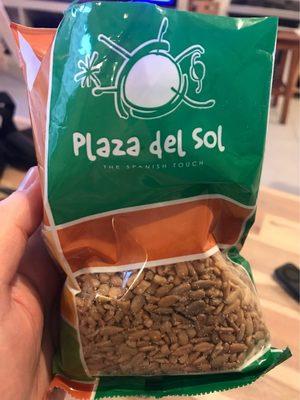 Plaza del Sol
THE SPANISH TOUCH